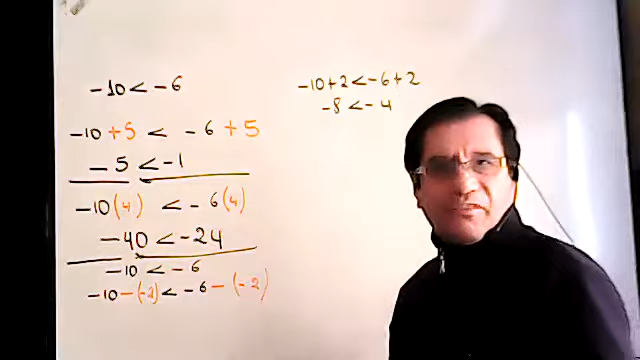 -10 < -6
-10 +5 < -6 +5
-5 < -1
-10(4) < -6(4)
-40 < -24
-10 < -6
-10-(-2) < -6-(-2)
-10+2 < -6+2
-8 < -4